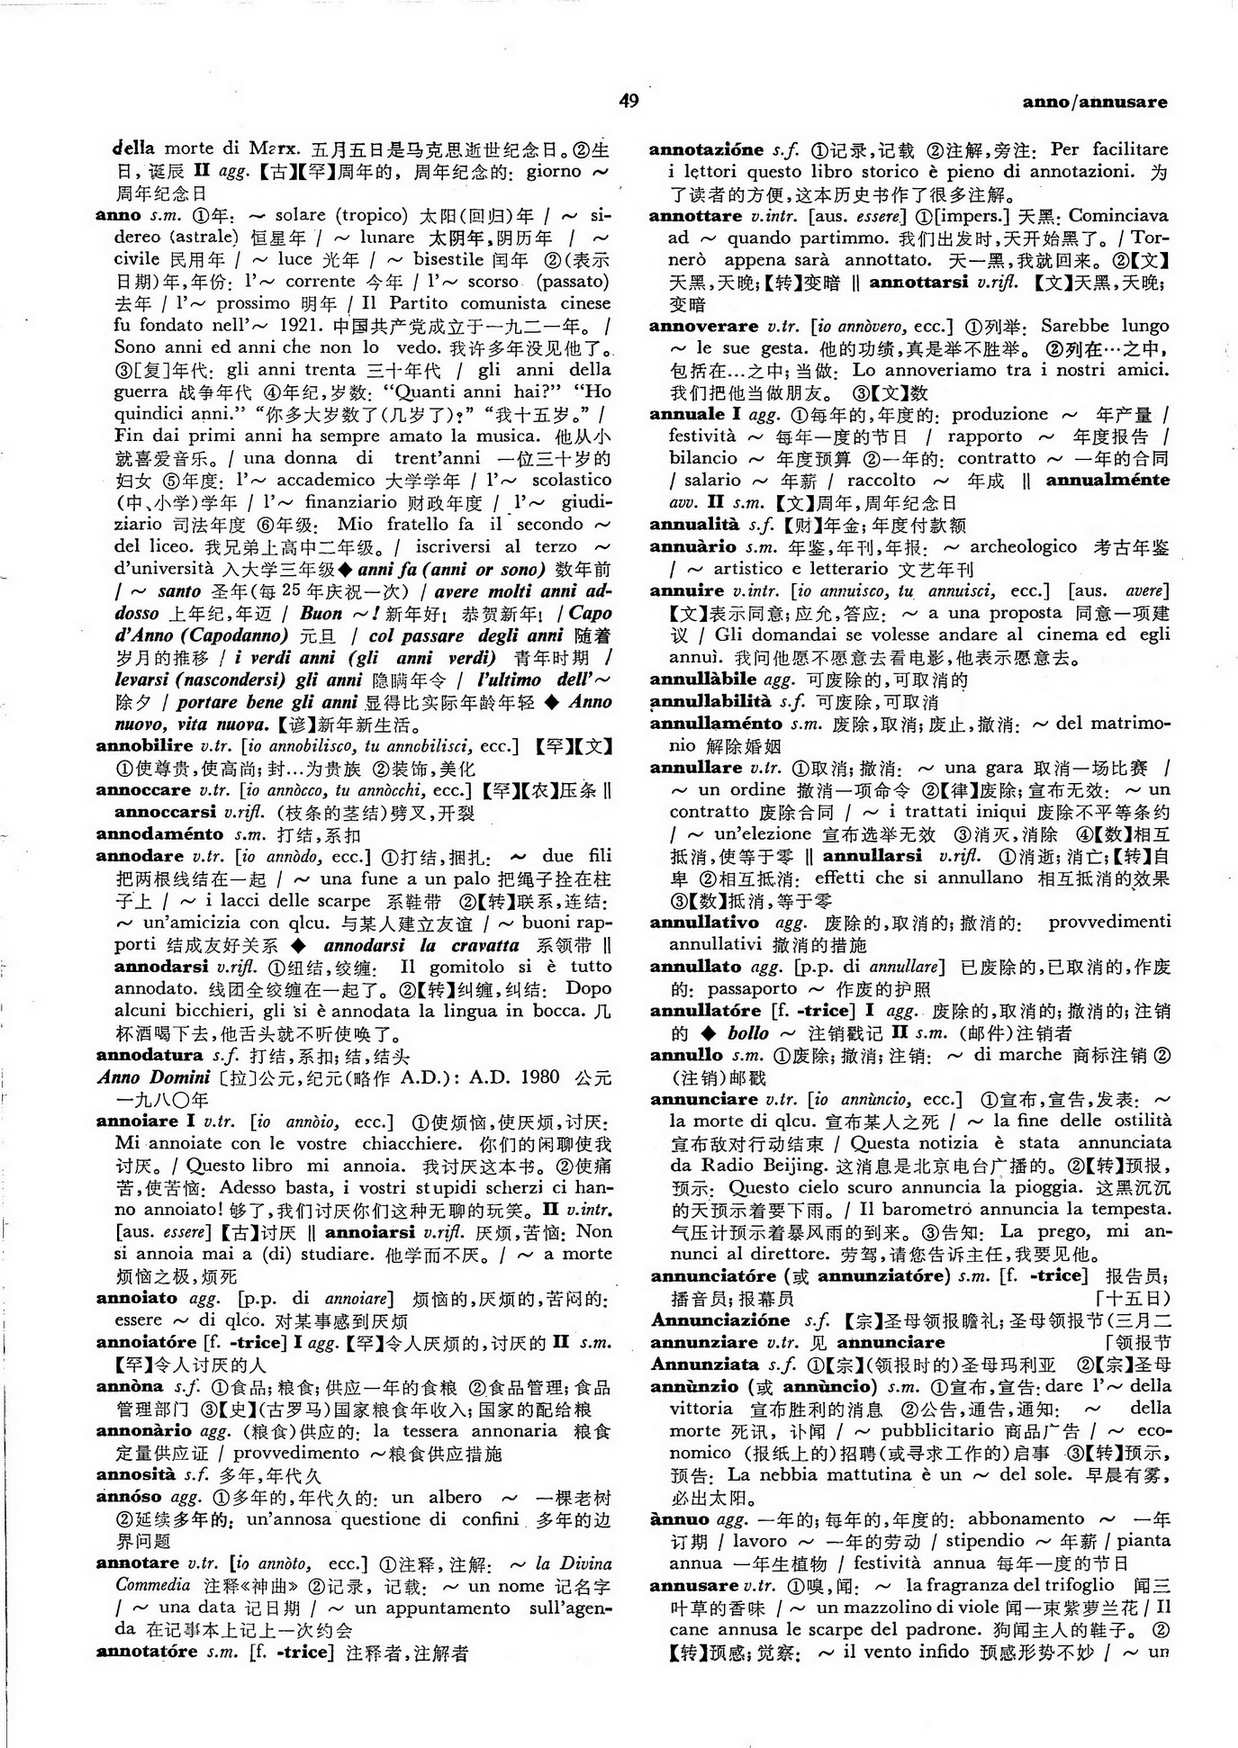 49
anno/annusare
della morte di Marx. 五月五日是马克思逝世纪念日。②生
日, 诞辰 II agg. 【古】【罕】周年的, 周年纪念的: giorno ~
周年纪念日
anno s.m. ①年: ~ solare (tropico) 太阳(回归)年 / ~ si-
dereo (astrale) 恒星年 / ~ lunare 太阴年,阴历年 / ~
civile 民用年 / ~ luce 光年 / ~ bisestile 闰年 ②(表示
日期)年,年份: l'~ corrente 今年 / l'~ scorso (passato)
去年 / l'~ prossimo 明年 / Il Partito comunista cinese
fu fondato nell'~ 1921. 中国共产党成立于一九二一年。 /
Sono anni ed anni che non lo vedo. 我许多年没见他了。
③[复]年代: gli anni trenta 三十年代 / gli anni della
guerra 战争年代 ④年纪,岁数: “Quanti anni hai?” “Ho
quindici anni.” “你多大岁数了(几岁了)?” “我十五岁。” /
Fin dai primi anni ha sempre amato la musica. 他从小
就喜爱音乐。/ una donna di trent'anni 一位三十岁的
妇女 ⑤年度: l'~ accademico 大学学年 / l'~ scolastico
(中、小学)学年 / l'~ finanziario 财政年度 / l'~ giudi-
ziario 司法年度 ⑥年级: Mio fratello fa il secondo ~
del liceo. 我兄弟上高中二年级。/ iscriversi al terzo ~
d'università 入大学三年级◆ anni fa (anni or sono) 数年前
/ ~ santo 圣年(每 25 年庆祝一次) / avere molti anni ad-
dosso 上年纪,年迈 / Buon ~! 新年好! 恭贺新年! / Capo
d'Anno (Capodanno) 元旦 / col passare degli anni 随着
岁月的推移 / i verdi anni (gli anni verdi) 青年时期 /
levarsi (nascondersi) gli anni 隐瞒年令 / l'ultimo dell'~
除夕 / portare bene gli anni 显得比实际年龄年轻 ◆ Anno
nuovo, vita nuova. 【谚】新年新生活。
annobilire v.tr. [io annobilisco, tu annobilisci, ecc.] 【罕】【文】
①使尊贵,使高尚; 封…为贵族 ②装饰,美化
annoccare v.tr. [io annòcco, tu annòcchi, ecc.] 【罕】【农】压条 ||
annoccarsi v.rifl. (枝条的茎结)劈叉,开裂
annodaménto s.m. 打结,系扣
annodare v.tr. [io annòdo, ecc.] ①打结,捆扎: ~ due fili
把两根线结在一起 / ~ una fune a un palo 把绳子拴在柱
子上 / ~ i lacci delle scarpe 系鞋带 ②【转】联系,连结:
~ un'amicizia con qlcu. 与某人建立友谊 / ~ buoni rap-
porti 结成友好关系 ◆ annodarsi la cravatta 系领带 ||
annodarsi v.rifl. ①纽结,绞缠: Il gomitolo si è tutto
annodato. 线团全绞缠在一起了。②【转】纠缠,纠结: Dopo
alcuni bicchieri, gli si è annodata la lingua in bocca. 几
杯酒喝下去,他舌头就不听使唤了。
annodatura s.f. 打结,系扣; 结,结头
Anno Domini [拉]公元,纪元(略作 A.D.): A.D. 1980 公元
一九八〇年
annoiare I v.tr. [io annòio, ecc.] ①使烦恼,使厌烦,讨厌:
Mi annoiate con le vostre chiacchiere. 你们的闲聊使我
讨厌。/ Questo libro mi annoia. 我讨厌这本书。②使痛
苦,使苦恼: Adesso basta, i vostri stupidi scherzi ci han-
no annoiato! 够了,我们讨厌你们这种无聊的玩笑。II v.intr.
[aus. essere] 【古】讨厌 || annoiarsi v.rifl. 厌烦,苦恼: Non
si annoia mai a (di) studiare. 他学而不厌。/ ~ a morte
烦恼之极,烦死
annoiato agg. [p.p. di annoiare] 烦恼的,厌烦的,苦闷的:
essere ~ di qlco. 对某事感到厌烦
annoiatóre [f. -trice] I agg. 【罕】令人厌烦的,讨厌的 II s.m.
【罕】令人讨厌的人
annòna s.f. ①食品; 粮食; 供应一年的食粮 ②食品管理; 食品
管理部门 ③【史】(古罗马)国家粮食年收入; 国家的配给粮
annonàrio agg. (粮食)供应的: la tessera annonaria 粮食
定量供应证 / provvedimento ~粮食供应措施
annosità s.f. 多年,年代久
annóso agg. ①多年的,年代久的: un albero ~ 一棵老树
②延续多年的: un'annosa questione di confini 多年的边
界问题
annotare v.tr. [io annòto, ecc.] ①注释,注解: ~ la Divina
Commedia 注释《神曲》 ②记录, 记载: ~ un nome 记名字
/ ~ una data 记日期 / ~ un appuntamento sull'agen-
da 在记事本上记上一次约会
annotatóre s.m. [f. -trice] 注释者,注解者
annotazióne s.f. ①记录,记载 ②注解,旁注: Per facilitare
i lettori questo libro storico è pieno di annotazioni. 为
了读者的方便,这本历史书作了很多注解。
annottare v.intr. [aus. essere] ①[impers.] 天黑: Cominciava
ad ~ quando partimmo. 我们出发时,天开始黑了。/ Tor-
nerò appena sarà annottato. 天一黑,我就回来。②【文】
天黑,天晚; 【转】变暗 || annottarsi v.rifl. 【文】天黑,天晚;
变暗
annoverare v.tr. [io annòvero, ecc.] ①列举: Sarebbe lungo
~ le sue gesta. 他的功绩,真是举不胜举。 ②列在…之中,
包括在…之中; 当做: Lo annoveriamo tra i nostri amici.
我们把他当做朋友。 ③【文】数
annuale I agg. ①每年的,年度的: produzione ~ 年产量 /
festività ~ 每年一度的节日 / rapporto ~ 年度报告 /
bilancio ~ 年度预算 ②一年的: contratto ~ 一年的合同
/ salario ~ 年薪 / raccolto ~ 年成 || annualménte
avv. II s.m. 【文】周年,周年纪念日
annualità s.f. 【财】年金; 年度付款额
annuàrio s.m. 年鉴,年刊,年报: ~ archeologico 考古年鉴
/ ~ artistico e letterario 文艺年刊
annuire v.intr. [io annuisco, tu annuisci, ecc.] [aus. avere]
【文】表示同意; 应允,答应: ~ a una proposta 同意一项建
议 / Gli domandai se volesse andare al cinema ed egli
annuì. 我问他愿不愿意去看电影,他表示愿意去。
annullàbile agg. 可废除的,可取消的
annullabilità s.f. 可废除,可取消
annullaménto s.m. 废除,取消; 废止,撤消: ~ del matrimo-
nio 解除婚姻
annullare v.tr. ①取消; 撤消: ~ una gara 取消一场比赛 /
~ un ordine 撤消一项命令 ②【律】废除; 宣布无效: ~ un
contratto 废除合同 / ~ i trattati iniqui 废除不平等条约
/ ~ un'elezione 宣布选举无效 ③消灭,消除 ④【数】相互
抵消,使等于零 || annullarsi v.rifl. ①消逝; 消亡; 【转】自
卑 ②相互抵消: effetti che si annullano 相互抵消的效果
③【数】抵消,等于零
annullativo agg. 废除的,取消的; 撤消的: provvedimenti
annullativi 撤消的措施
annullato agg. [p.p. di annullare] 已废除的,已取消的,作废
的: passaporto ~ 作废的护照
annullatóre [f. -trice] I agg. 废除的,取消的; 撤消的; 注销
的 ◆ bollo ~ 注销戳记 II s.m. (邮件)注销者
annullo s.m. ①废除; 撤消; 注销: ~ di marche 商标注销 ②
(注销)邮戳
annunciare v.tr. [io annùncio, ecc.] ①宣布,宣告,发表: ~
la morte di qlcu. 宣布某人之死 / ~ la fine delle ostilità
宣布敌对行动结束 / Questa notizia è stata annunciata
da Radio Beijing. 这消息是北京电台广播的。②【转】预报,
预示: Questo cielo scuro annuncia la pioggia. 这黑沉沉
的天预示着要下雨。/ Il barometro annuncia la tempesta.
气压计预示着暴风雨的到来。③告知: La prego, mi an-
nunci al direttore. 劳驾,请您告诉主任,我要见他。
annunciatóre (或 annunziatóre) s.m. [f. -trice] 报告员;
播音员; 报幕员 「十五日)
Annunciazióne s.f. 【宗】圣母领报瞻礼; 圣母领报节(三月二
annunziare v.tr. 见 annunciare 「领报节
Annunziata s.f. ①【宗】(领报时的)圣母玛利亚 ②【宗】圣母
annùnzio (或 annùncio) s.m. ①宣布,宣告: dare l'~ della
vittoria 宣布胜利的消息 ②公告,通告,通知: ~ della
morte 死讯, 讣闻 / ~ pubblicitario 商品广告 / ~ eco-
nomico (报纸上的)招聘(或寻求工作的)启事 ③【转】预示,
预告: La nebbia mattutina è un ~ del sole. 早晨有雾,
必出太阳。
ànnuo agg. 一年的; 每年的,年度的: abbonamento ~ 一年
订期 / lavoro ~ 一年的劳动 / stipendio ~ 年薪 / pianta
annua 一年生植物 / festività annua 每年一度的节日
annusare v.tr. ①嗅,闻: ~ la fragranza del trifoglio 闻三
叶草的香味 / ~ un mazzolino di viole 闻一束紫萝兰花 / Il
cane annusa le scarpe del padrone. 狗闻主人的鞋子。 ②
【转】预感; 觉察: ~ il vento infido 预感形势不妙 / ~ un